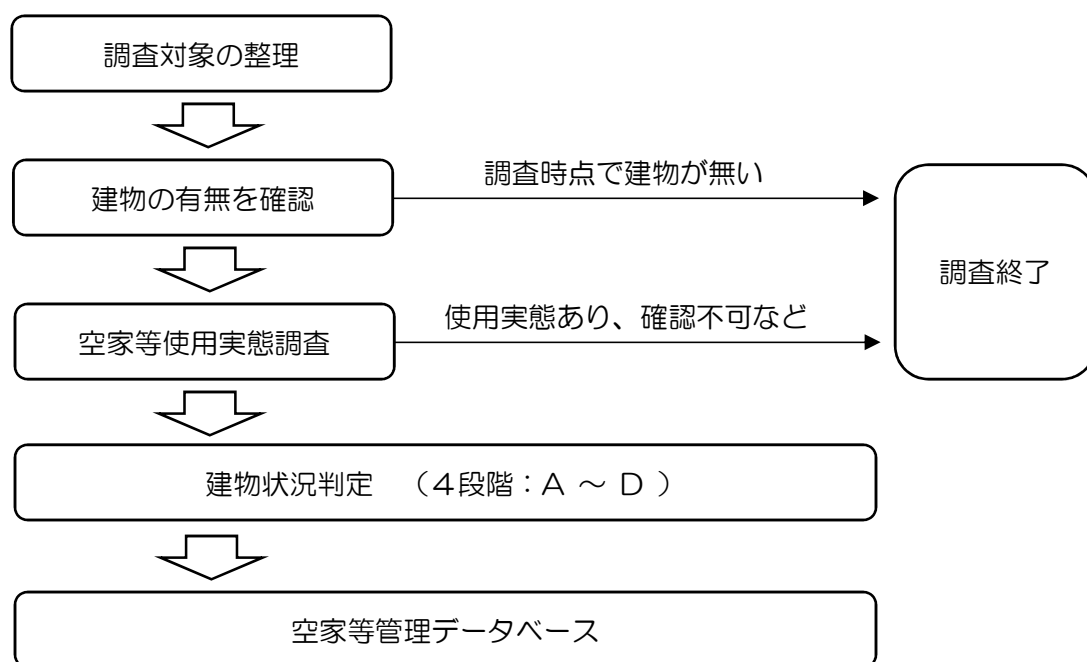 調査対象の整理
建物の有無を確認
調査時点で建物が無い
調査終了
空家等使用実態調査
使用実態あり、確認不可など
建物状況判定　（４段階：Ａ ～ Ｄ ）
空家等管理データベース